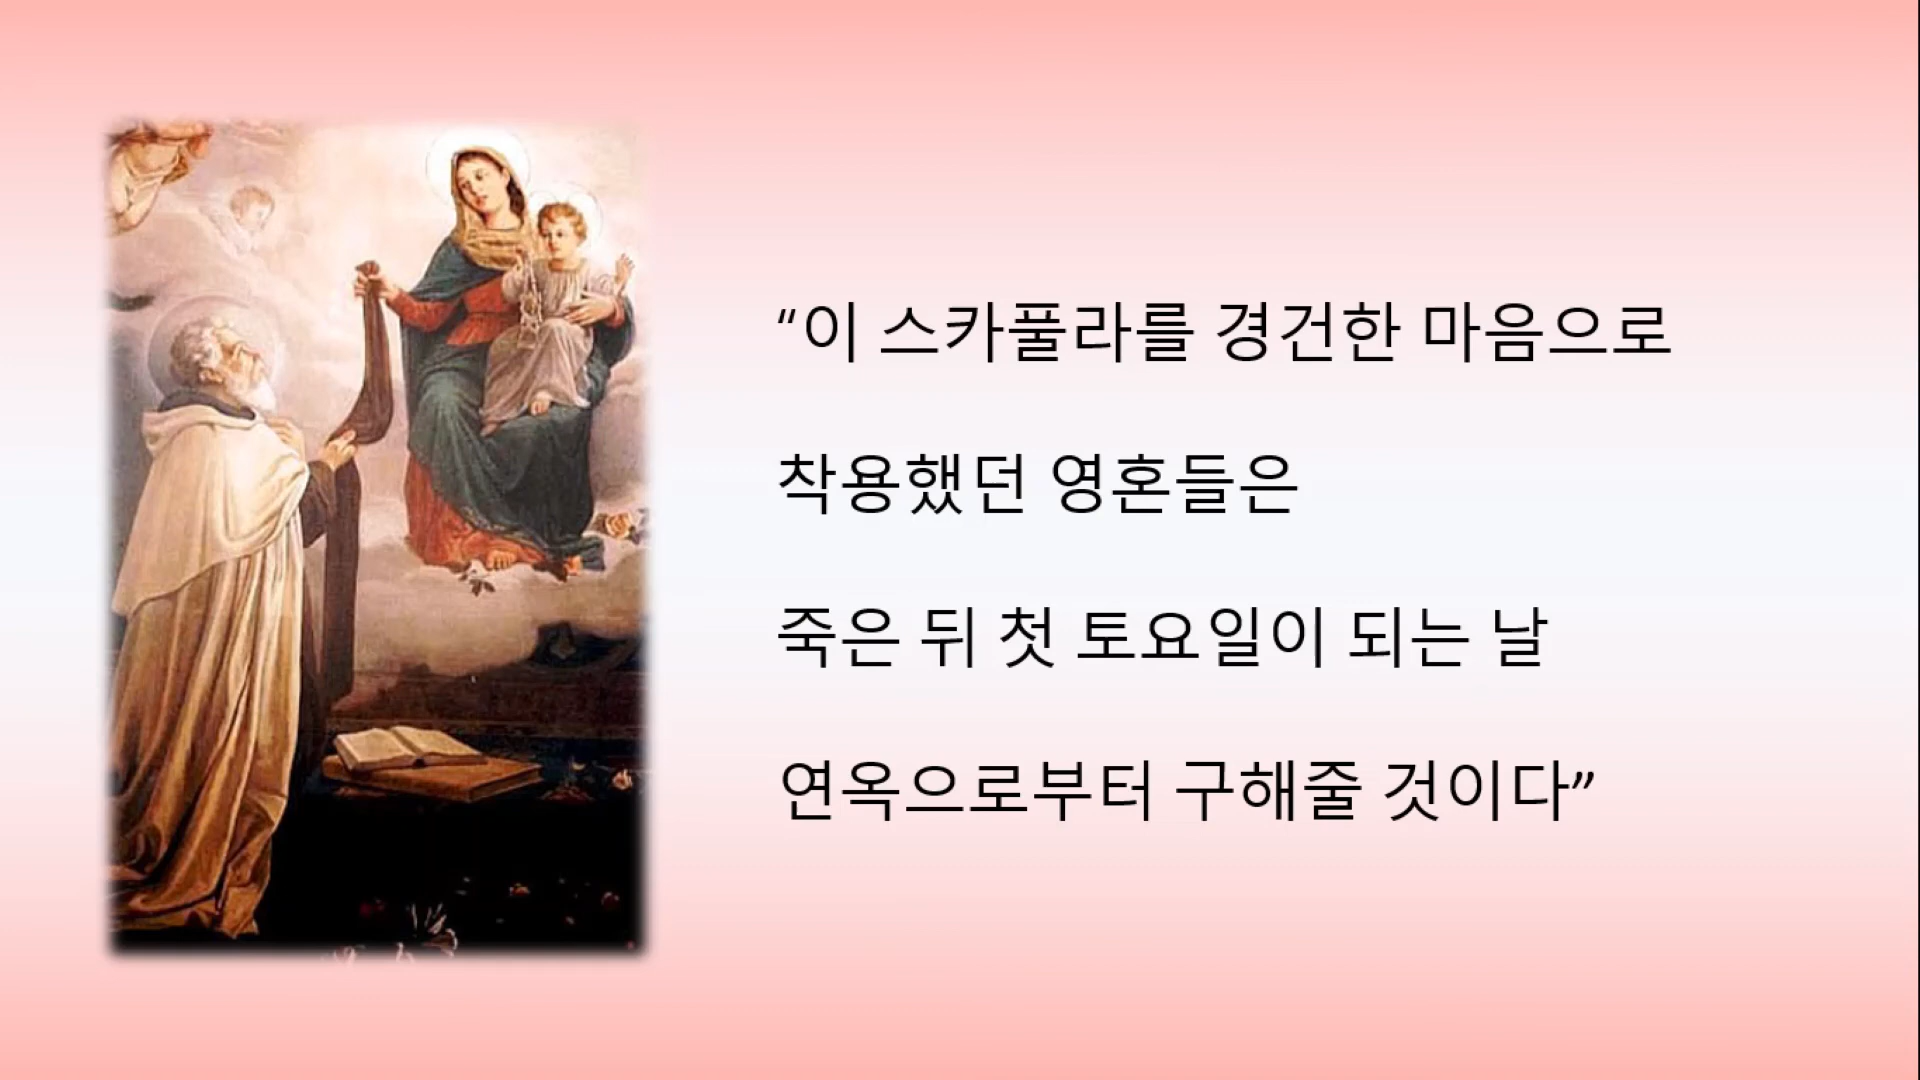 “이 스카풀라를 경건한 마음으로
착용했던 영혼들은
죽은 뒤 첫 토요일이 되는 날
연옥으로부터 구해줄 것이다”